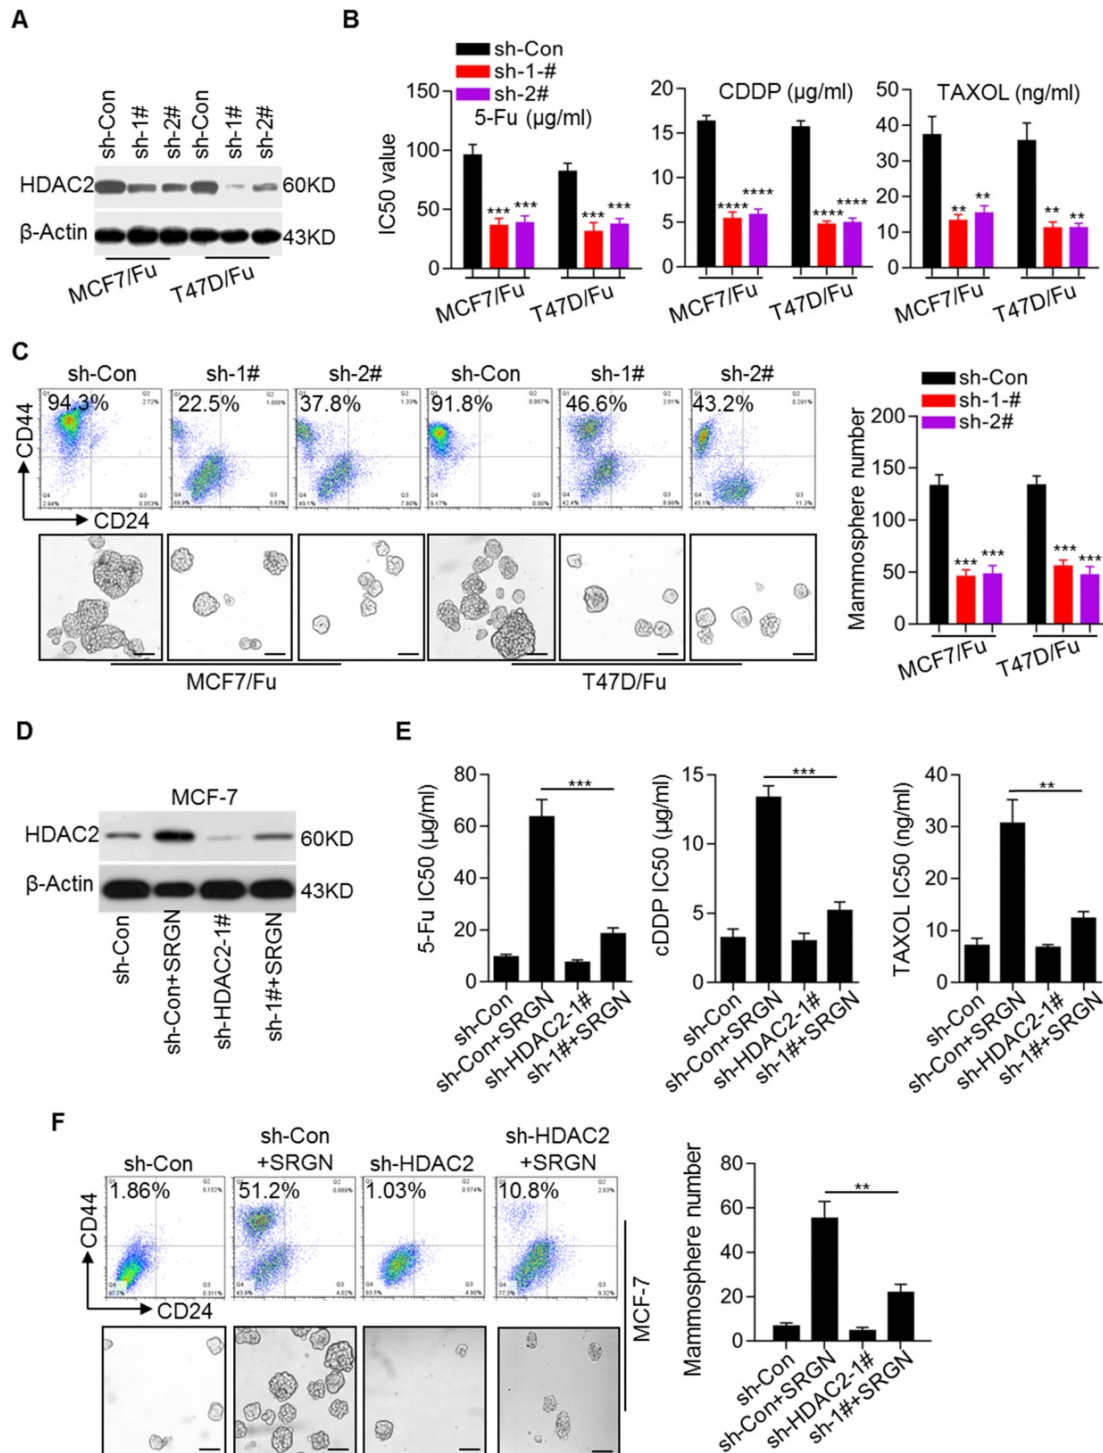 A
sh-Con sh-1# sh-2# sh-Con sh-1# sh-2#
HDAC2 60KD
β-Actin 43KD
MCF7/Fu T47D/Fu
B
sh-Con
sh-1-#
sh-2#
5-Fu (μg/ml)
CDDP (μg/ml)
TAXOL (ng/ml)
IC50 value
150
100
50
0
*** *** *** ***
MCF7/Fu T47D/Fu
20
15
10
5
0
**** **** **** ****
MCF7/Fu T47D/Fu
50
40
30
20
10
0
** ** ** **
MCF7/Fu T47D/Fu
C
sh-Con sh-1# sh-2# sh-Con sh-1# sh-2#
94.3% 22.5% 37.8% 91.8% 46.6% 43.2%
CD44
CD24
MCF7/Fu T47D/Fu
sh-Con
sh-1-#
sh-2#
Mammosphere number
200
150
100
50
0
*** *** *** ***
MCF7/Fu T47D/Fu
D
MCF-7
HDAC2 60KD
β-Actin 43KD
sh-Con sh-Con+SRGN sh-HDAC2-1# sh-1#+SRGN
E
5-Fu IC50 (μg/ml)
80
60
40
20
0
***
sh-Con sh-Con+SRGN sh-HDAC2-1# sh-1#+SRGN
cDDP IC50 (μg/ml)
15
10
5
0
***
sh-Con sh-Con+SRGN sh-HDAC2-1# sh-1#+SRGN
TAXOL IC50 (ng/ml)
40
30
20
10
0
**
sh-Con sh-Con+SRGN sh-HDAC2-1# sh-1#+SRGN
F
sh-Con
sh-Con
+SRGN
sh-HDAC2
sh-HDAC2
+SRGN
1.86% 51.2% 1.03% 10.8%
CD44
CD24
MCF-7
Mammosphere number
80
60
40
20
0
**
sh-Con sh-Con+SRGN sh-HDAC2-1# sh-1#+SRGN